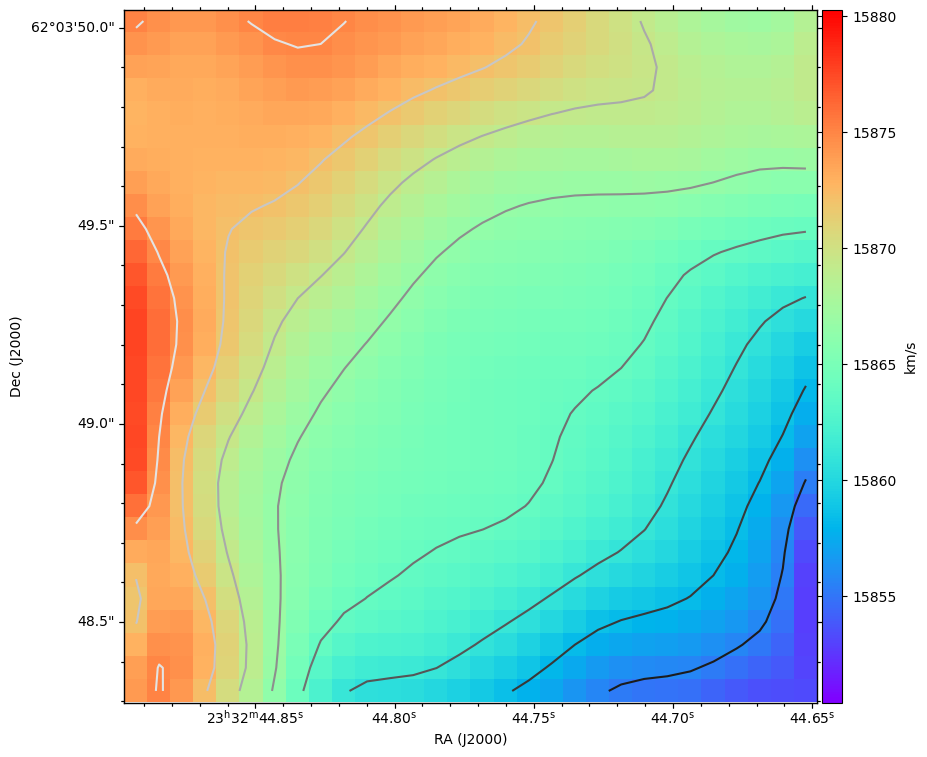 62°03'50.0"
49.5"
49.0"
48.5"
Dec (J2000)
23ʰ32ᵐ44.85ˢ
44.80ˢ
44.75ˢ
44.70ˢ
44.65ˢ
RA (J2000)
15880
15875
15870
15865
15860
15855
km/s